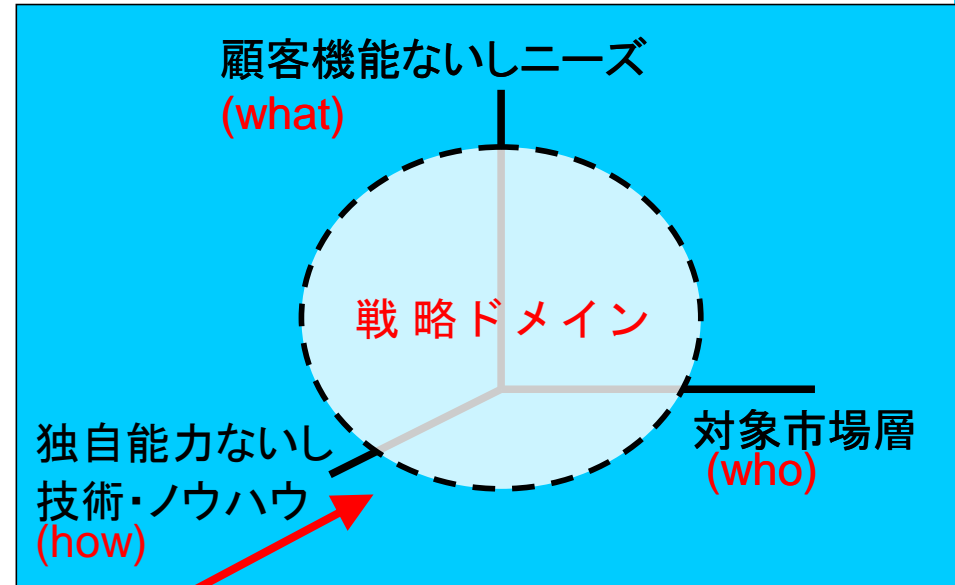 顧客機能ないしニーズ
(what)
戦略ドメイン
対象市場層
(who)
独自能力ないし
技術・ノウハウ
(how)